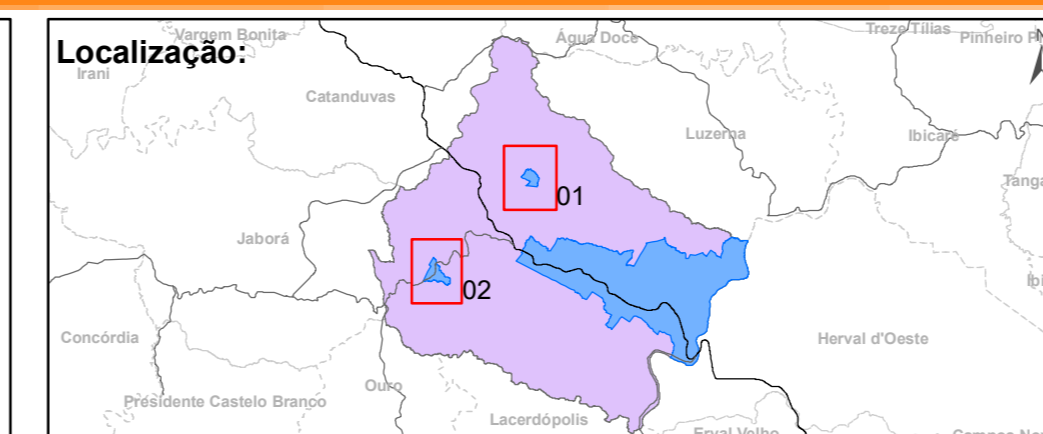 Localização:
Vargem Bonita
Água Doce
Treze Tílias
Irani
Catanduvas
Luzerna
Ibicaré
01
Jaborá
02
Concórdia
Herval d'Oeste
Ouro
Presidente Castelo Branco
Lacerdópolis
Erval Velho